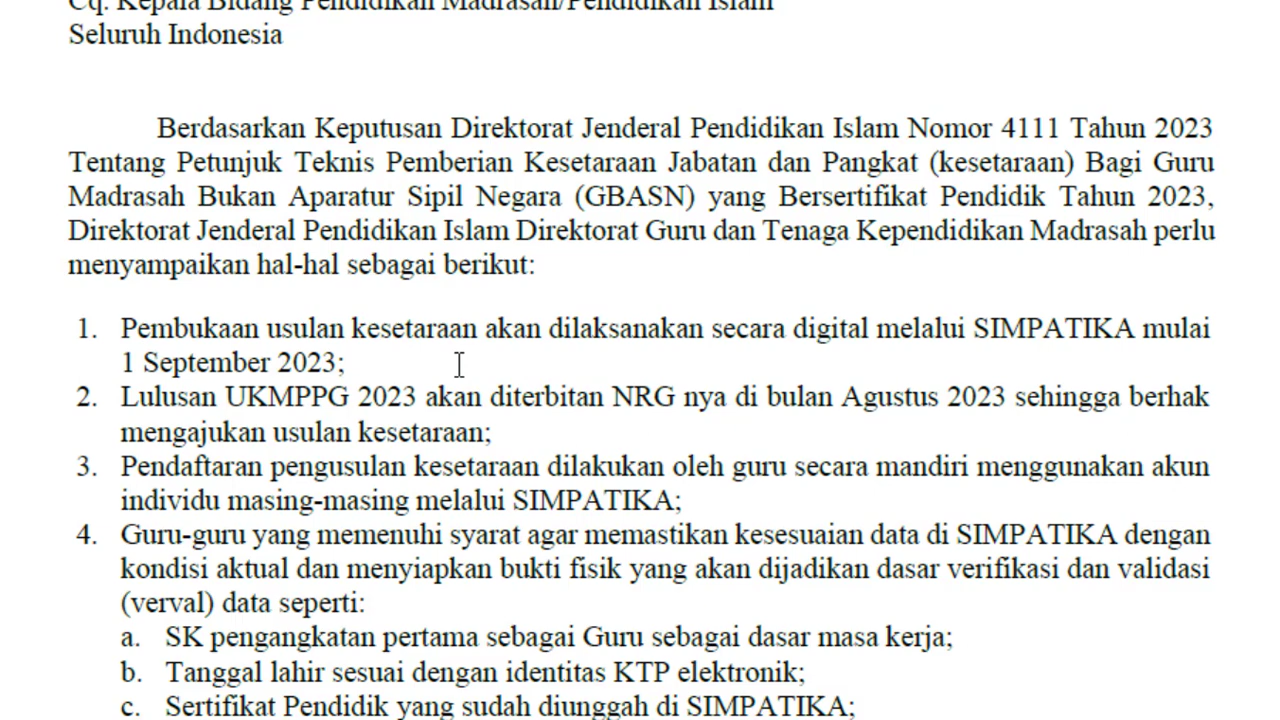 Cq. Kepala Bidang Pendidikan Madrasah/Pendidikan Islam
Seluruh Indonesia
Berdasarkan Keputusan Direktorat Jenderal Pendidikan Islam Nomor 4111 Tahun 2023
Tentang Petunjuk Teknis Pemberian Kesetaraan Jabatan dan Pangkat (kesetaraan) Bagi Guru
Madrasah Bukan Aparatur Sipil Negara (GBASN) yang Bersertifikat Pendidik Tahun 2023,
Direktorat Jenderal Pendidikan Islam Direktorat Guru dan Tenaga Kependidikan Madrasah perlu
menyampaikan hal-hal sebagai berikut:
1. Pembukaan usulan kesetaraan akan dilaksanakan secara digital melalui SIMPATIKA mulai
1 September 2023;
2. Lulusan UKMPPG 2023 akan diterbitan NRG nya di bulan Agustus 2023 sehingga berhak
mengajukan usulan kesetaraan;
3. Pendaftaran pengusulan kesetaraan dilakukan oleh guru secara mandiri menggunakan akun
individu masing-masing melalui SIMPATIKA;
4. Guru-guru yang memenuhi syarat agar memastikan kesesuaian data di SIMPATIKA dengan
kondisi aktual dan menyiapkan bukti fisik yang akan dijadikan dasar verifikasi dan validasi
(verval) data seperti:
a. SK pengangkatan pertama sebagai Guru sebagai dasar masa kerja;
b. Tanggal lahir sesuai dengan identitas KTP elektronik;
c. Sertifikat Pendidik yang sudah diunggah di SIMPATIKA;